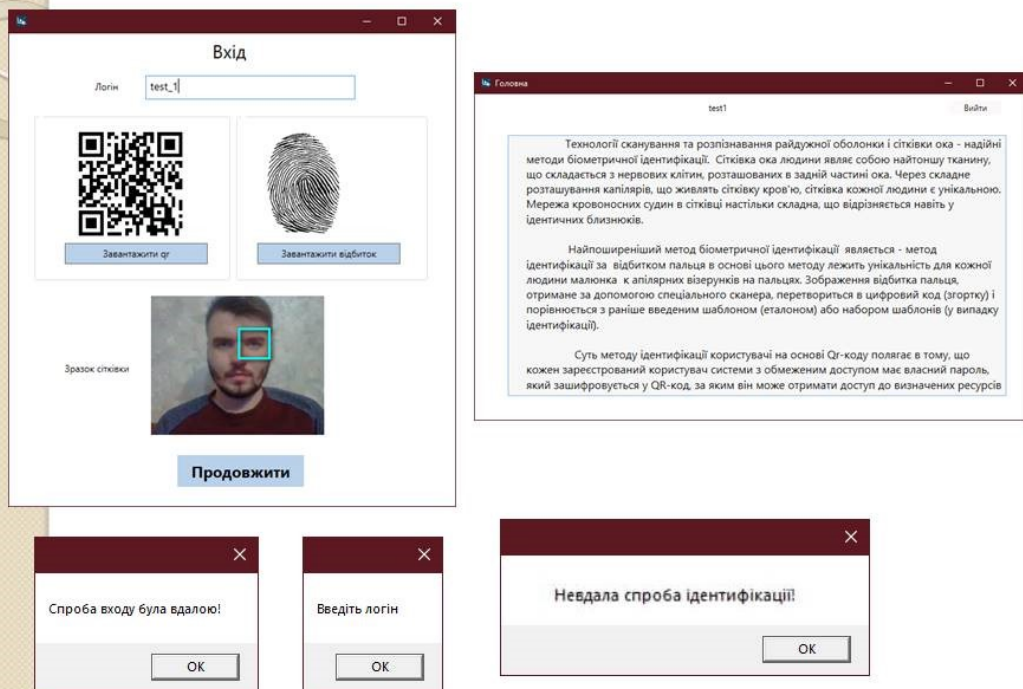 Вхід
Логін
test_1
Завантажити qr
Завантажити відбиток
Зразок сітківки
Продовжити
Головна
test1
Вийти
Технології сканування та розпізнавання райдужної оболонки і сітківки ока - надійні
методи біометричної ідентифікації. Сітківка ока людини являє собою найтоншу тканину,
що складається з нервових клітин, розташованих в задній частині ока. Через складне
розташування капілярів, що живлять сітківку кров'ю, сітківка кожної людини є унікальною.
Мережа кровоносних судин в сітківці настільки складна, що відрізняється навіть у
ідентичних близнюків.
Найпоширеніший метод біометричної ідентифікації являється - метод
ідентифікації за відбитком пальця в основі цього методу лежить унікальність для кожної
людини малюнка к апілярних візерунків на пальцях. Зображення відбитка пальця,
отримане за допомогою спеціального сканера, перетвориться в цифровий код (згортку) і
порівнюється з раніше введеним шаблоном (еталоном) або набором шаблонів (у випадку
ідентифікації).
Суть методу ідентифікації користувачі на основі Qr-коду полягає в тому, що
кожен зареєстрований користувач системи з обмеженим доступом має власний пароль,
який зашифровується у QR-код, за яким він може отримати доступ до визначених ресурсів
Спроба входу була вдалою!
OK
Введіть логін
OK
Невдала спроба ідентифікації!
OK